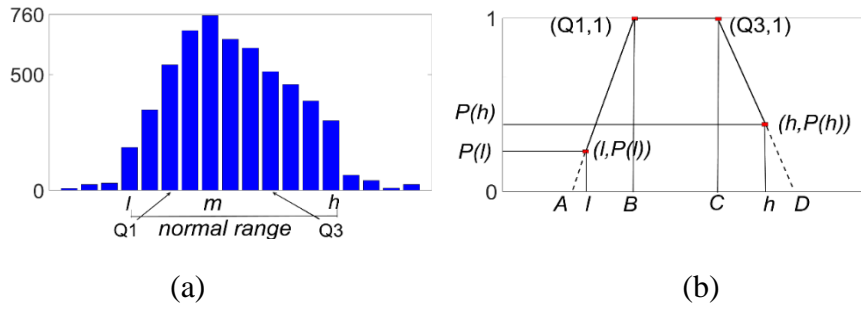 760
500
0
l m h
Q1 normal range Q3
(a)
1
(Q1,1) (Q3,1)
P(h)
(h,P(h))
P(l)
(l,P(l))
0
A l B C h D
(b)